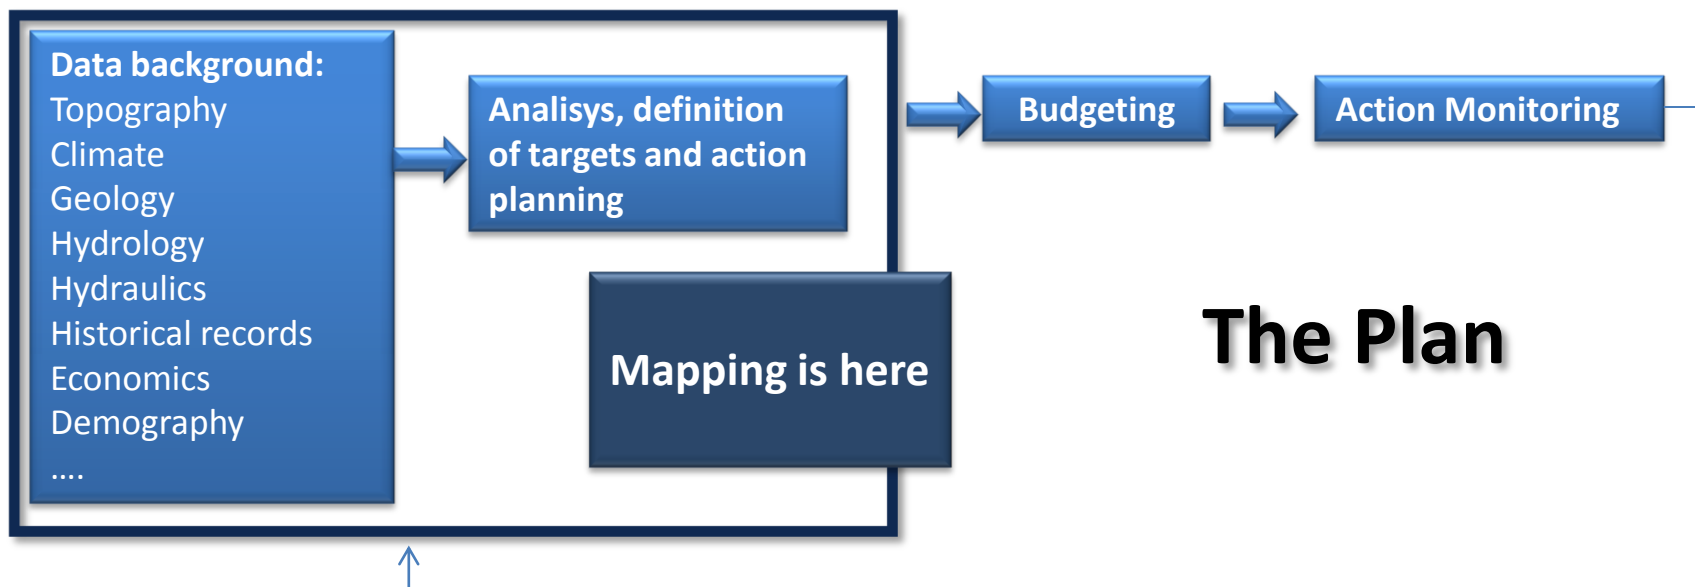 Data background:
Topography
Climate
Geology
Hydrology
Hydraulics
Historical records
Economics
Demography
....
Analisys, definition
of targets and action
planning
Budgeting
Action Monitoring
Mapping is here
The Plan